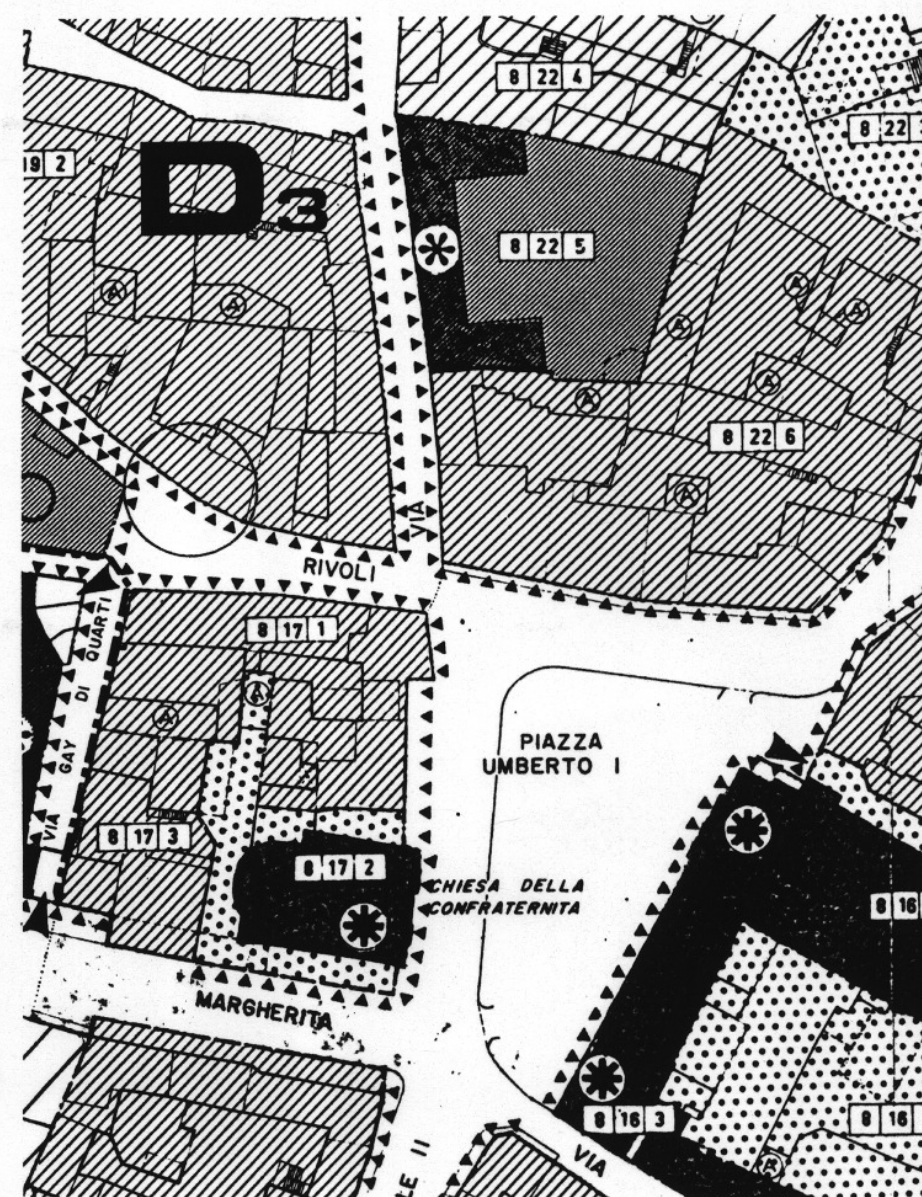 8 22 4
8 22
19 2
D3
8 22 5
A
A
A
A
A
A
A
8 22 6
A
VIA
RIVOLI
8 17 1
VIA GAY DI QUARTI
A
A
PIAZZA
UMBERTO I
8 17 3
8 17 2
CHIESA DELLA
CONFRATERNITA
8 16
MARGHERITA
8 16 3
8 16
LE II
VIA
A